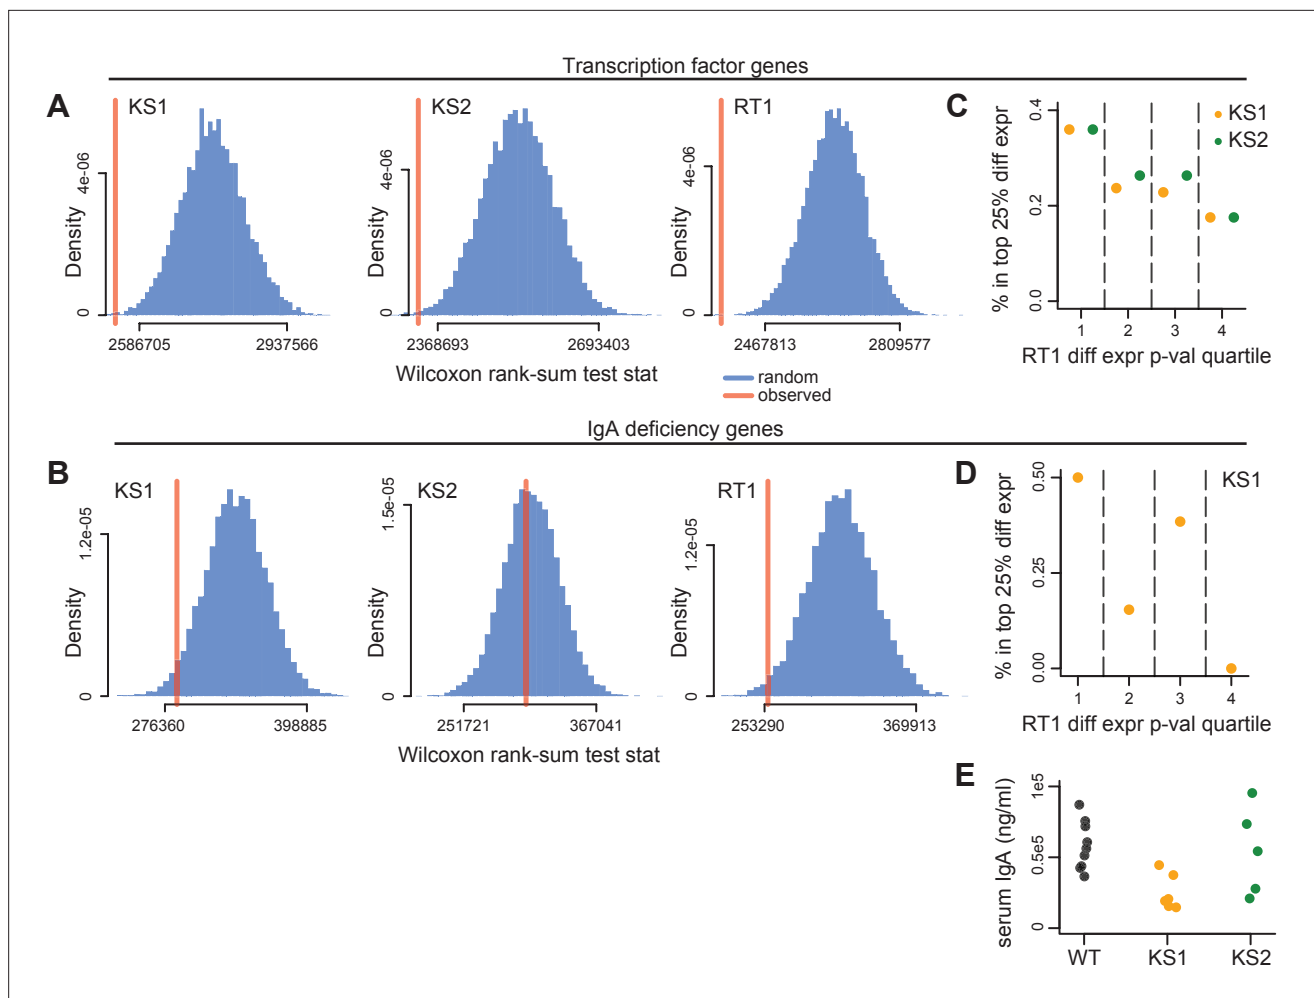 Transcription factor genes
A
KS1
Density
0
4e-06
2586705
2937566
KS2
Density
0
4e-06
2368693
2693403
RT1
Density
0
4e-06
2467813
2809577
Wilcoxon rank-sum test stat
random
observed
C
% in top 25% diff expr
0.0
0.2
0.4
KS1
KS2
1
2
3
4
RT1 diff expr p-val quartile
IgA deficiency genes
B
KS1
Density
0
1.2e-05
276360
398885
KS2
Density
0
1.5e-05
251721
367041
RT1
Density
0
1.2e-05
253290
369913
Wilcoxon rank-sum test stat
D
% in top 25% diff expr
0.00
0.25
0.50
KS1
1
2
3
4
RT1 diff expr p-val quartile
E
serum IgA (ng/ml)
0
0.5e5
1e5
WT
KS1
KS2